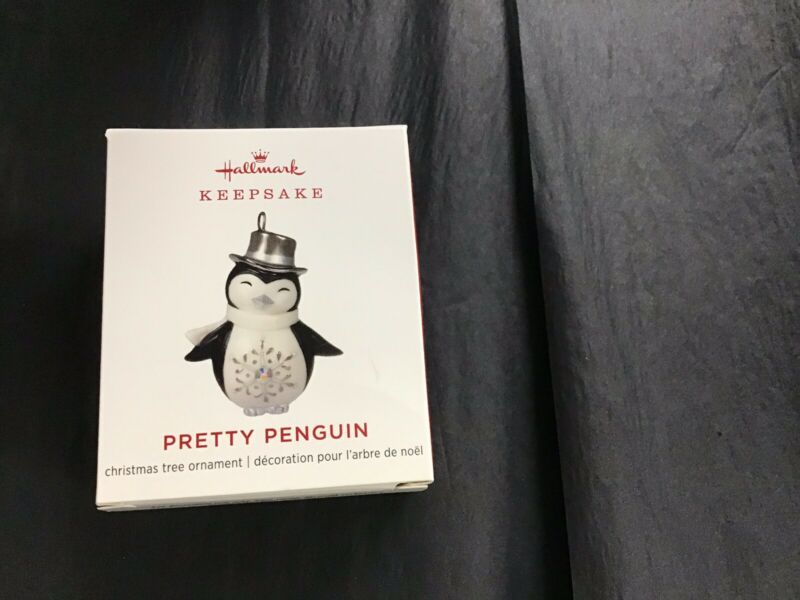 Hallmark
KEEPSAKE
PRETTY PENGUIN
christmas tree ornament | décoration pour l'arbre de noël